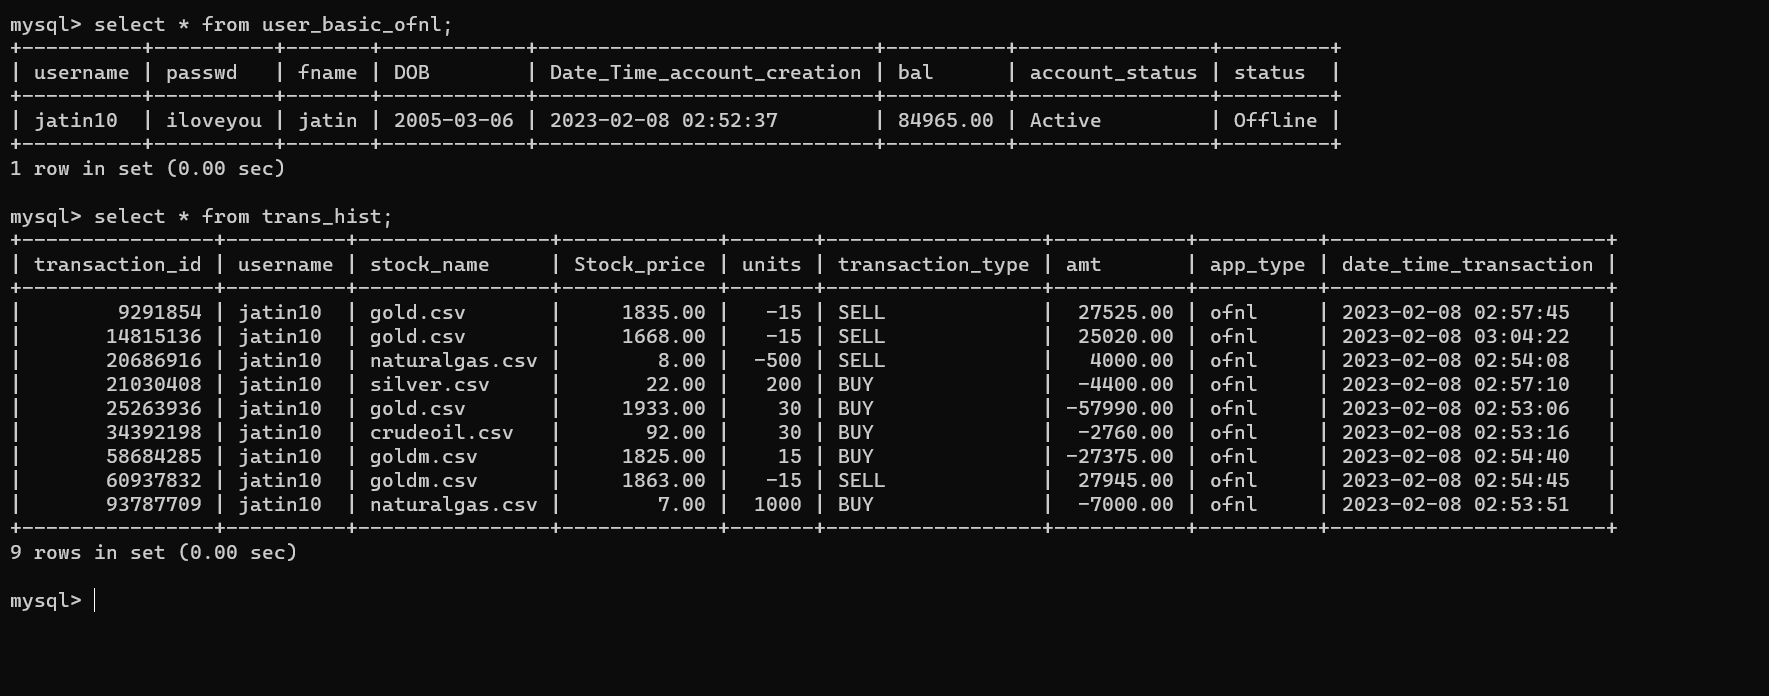 mysql> select * from user_basic_ofnl;
+----------+----------+-------+------------+----------------------------+----------+----------------+---------+
| username | passwd   | fname | DOB        | Date_Time_account_creation | bal      | account_status | status  |
+----------+----------+-------+------------+----------------------------+----------+----------------+---------+
| jatin10  | iloveyou | jatin | 2005-03-06 | 2023-02-08 02:52:37        | 84965.00 | Active         | Offline |
+----------+----------+-------+------------+----------------------------+----------+----------------+---------+
1 row in set (0.00 sec)

mysql> select * from trans_hist;
+----------------+----------+----------------+-------------+-------+------------------+-----------+----------+-----------------------+
| transaction_id | username | stock_name     | Stock_price | units | transaction_type | amt       | app_type | date_time_transaction |
+----------------+----------+----------------+-------------+-------+------------------+-----------+----------+-----------------------+
|        9291854 | jatin10  | gold.csv       |     1835.00 |   -15 | SELL             |  27525.00 | ofnl     | 2023-02-08 02:57:45   |
|       14815136 | jatin10  | gold.csv       |     1668.00 |   -15 | SELL             |  25020.00 | ofnl     | 2023-02-08 03:04:22   |
|       20686916 | jatin10  | naturalgas.csv |        8.00 |  -500 | SELL             |   4000.00 | ofnl     | 2023-02-08 02:54:08   |
|       21030408 | jatin10  | silver.csv     |       22.00 |   200 | BUY              |  -4400.00 | ofnl     | 2023-02-08 02:57:10   |
|       25263936 | jatin10  | gold.csv       |     1933.00 |    30 | BUY              | -57990.00 | ofnl     | 2023-02-08 02:53:06   |
|       34392198 | jatin10  | crudeoil.csv   |       92.00 |    30 | BUY              |  -2760.00 | ofnl     | 2023-02-08 02:53:16   |
|       58684285 | jatin10  | goldm.csv      |     1825.00 |    15 | BUY              | -27375.00 | ofnl     | 2023-02-08 02:54:40   |
|       60937832 | jatin10  | goldm.csv      |     1863.00 |   -15 | SELL             |  27945.00 | ofnl     | 2023-02-08 02:54:45   |
|       93787709 | jatin10  | naturalgas.csv |        7.00 |  1000 | BUY              |  -7000.00 | ofnl     | 2023-02-08 02:53:51   |
+----------------+----------+----------------+-------------+-------+------------------+-----------+----------+-----------------------+
9 rows in set (0.00 sec)

mysql>